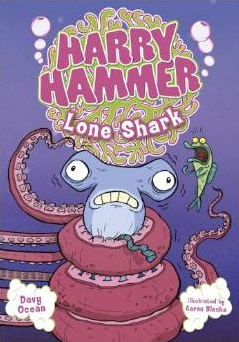 HARRY
HAMMER
Lone Shark
Davy
Ocean
Illustrated by
Aaron Blecha